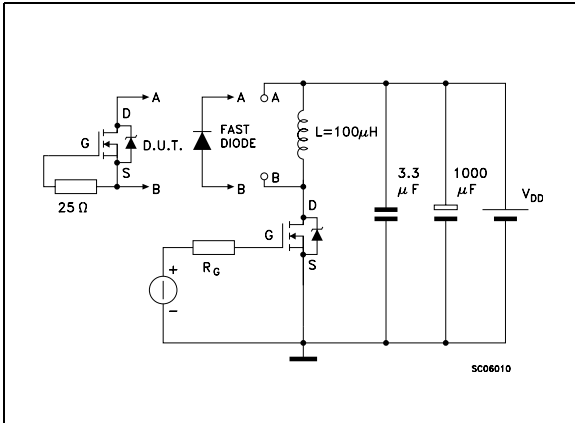 A
A
A
D
G
D.U.T.
FAST
DIODE
L=100μH
S
B
B
B
25 Ω
3.3
μF
1000
μF
V_DD
D
G
S
R_G
+
-
SC06010